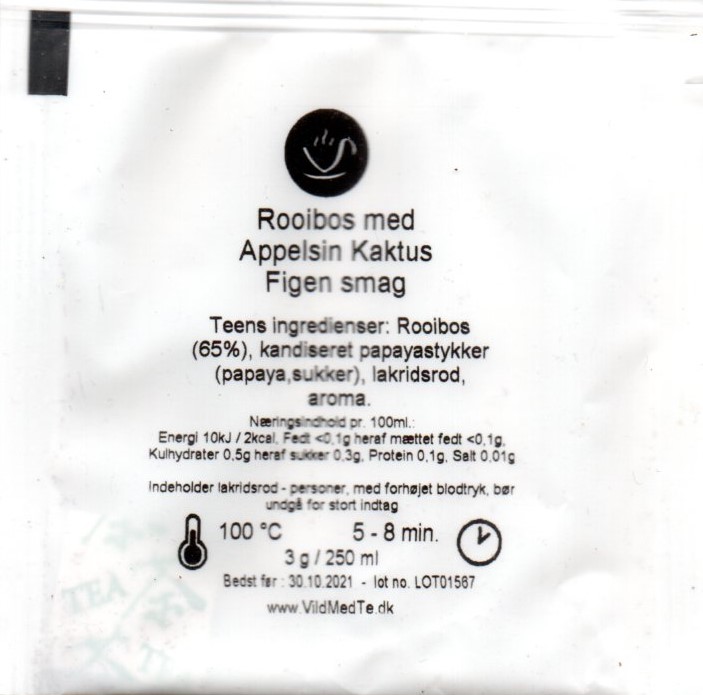 Rooibos med
Appelsin Kaktus
Figen smag
Teens ingredienser: Rooibos
(65%), kandiseret papayastykker
(papaya,sukker), lakridsrod,
aroma.
Næringsindhold pr. 100ml.:
Energi 10kJ / 2kcal, Fedt <0,1g heraf mættet fedt <0,1g,
Kulhydrater 0,5g heraf sukker 0,3g, Protein 0,1g, Salt 0,01g
Indeholder lakridsrod - personer, med forhøjet blodtryk, bør
undgå for stort indtag
100 °C 5 - 8 min.
3 g / 250 ml
Bedst før : 30.10.2021 - lot no. LOT01567
www.VildMedTe.dk
TEA